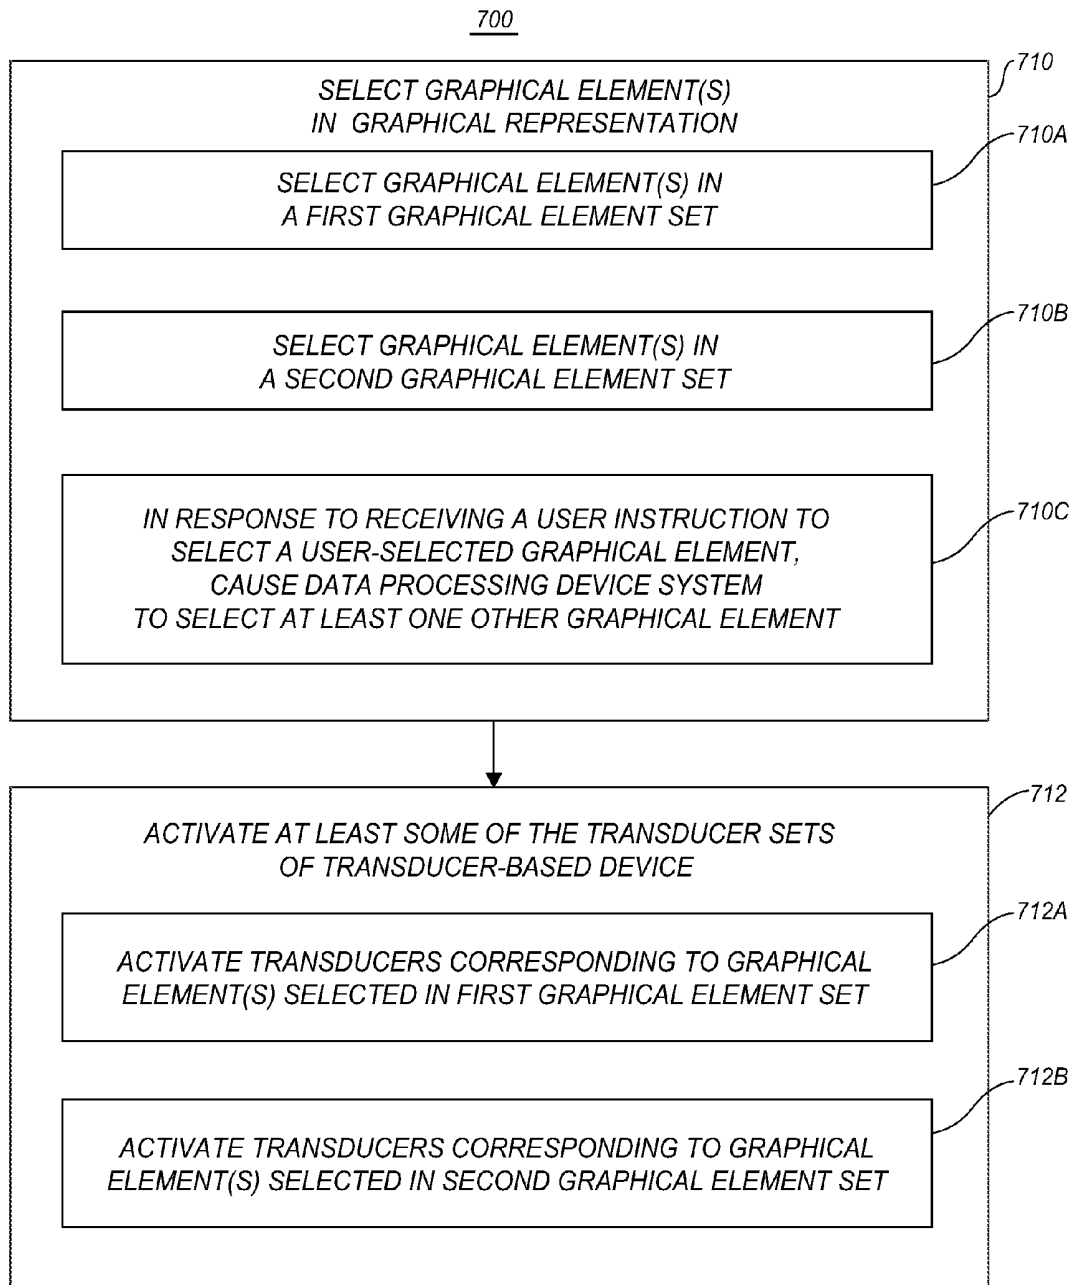 700
710
SELECT GRAPHICAL ELEMENT(S)
IN GRAPHICAL REPRESENTATION
710A
SELECT GRAPHICAL ELEMENT(S) IN
A FIRST GRAPHICAL ELEMENT SET
710B
SELECT GRAPHICAL ELEMENT(S) IN
A SECOND GRAPHICAL ELEMENT SET
710C
IN RESPONSE TO RECEIVING A USER INSTRUCTION TO
SELECT A USER-SELECTED GRAPHICAL ELEMENT,
CAUSE DATA PROCESSING DEVICE SYSTEM
TO SELECT AT LEAST ONE OTHER GRAPHICAL ELEMENT
712
ACTIVATE AT LEAST SOME OF THE TRANSDUCER SETS
OF TRANSDUCER-BASED DEVICE
712A
ACTIVATE TRANSDUCERS CORRESPONDING TO GRAPHICAL
ELEMENT(S) SELECTED IN FIRST GRAPHICAL ELEMENT SET
712B
ACTIVATE TRANSDUCERS CORRESPONDING TO GRAPHICAL
ELEMENT(S) SELECTED IN SECOND GRAPHICAL ELEMENT SET